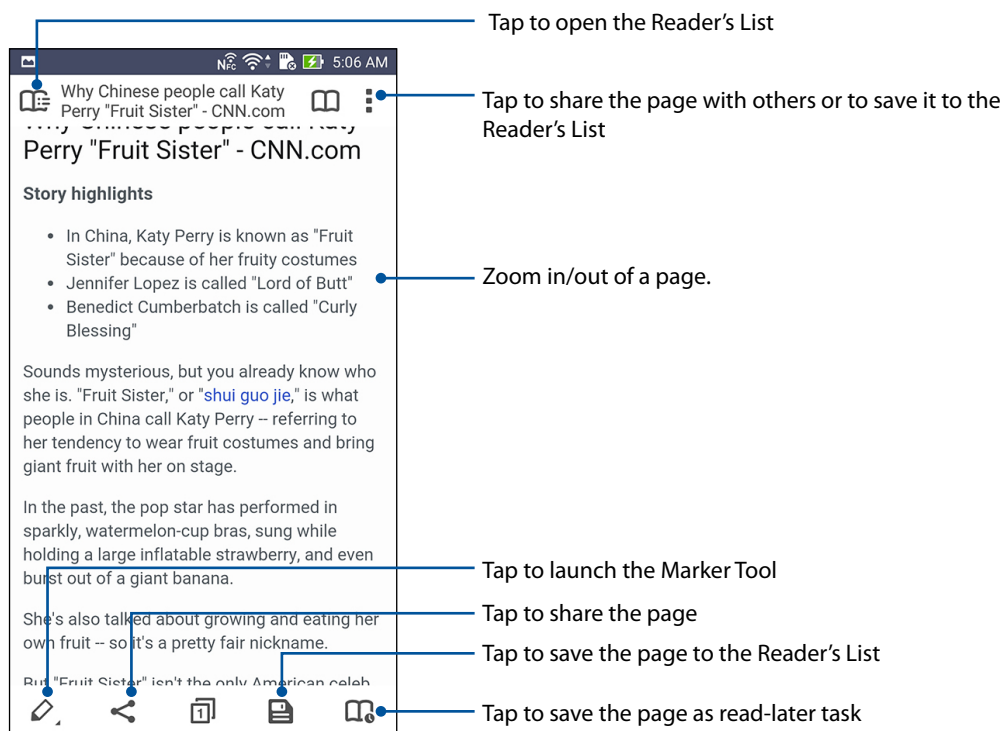 Tap to open the Reader's List
NFC 5:06 AM
Why Chinese people call Katy
Perry "Fruit Sister" - CNN.com
Tap to share the page with others or to save it to the
Reader's List
Why Chinese people call Katy
Perry "Fruit Sister" - CNN.com
Story highlights
• In China, Katy Perry is known as "Fruit
Sister" because of her fruity costumes
• Jennifer Lopez is called "Lord of Butt"
• Benedict Cumberbatch is called "Curly
Blessing"
Zoom in/out of a page.
Sounds mysterious, but you already know who
she is. "Fruit Sister," or "shui guo jie," is what
people in China call Katy Perry -- referring to
her tendency to wear fruit costumes and bring
giant fruit with her on stage.
In the past, the pop star has performed in
sparkly, watermelon-cup bras, sung while
holding a large inflatable strawberry, and even
burst out of a giant banana.
She's also talked about growing and eating her
own fruit -- so it's a pretty fair nickname.
But "Fruit Sister" isn't the only American celeb
1
Tap to launch the Marker Tool
Tap to share the page
Tap to save the page to the Reader's List
Tap to save the page as read-later task